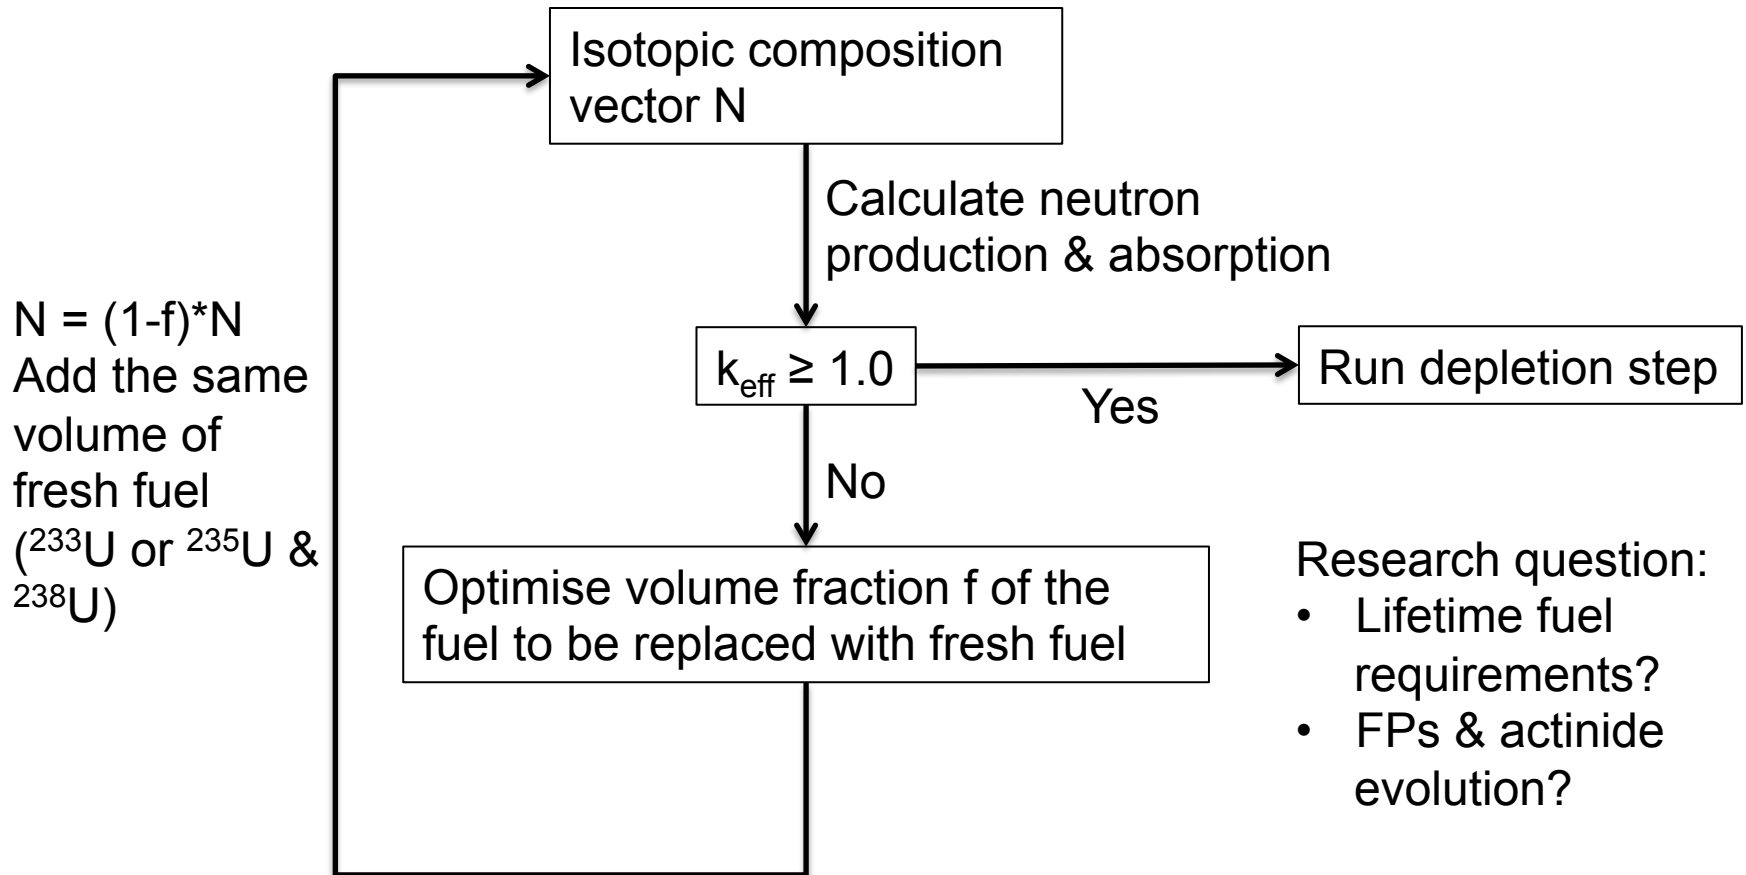 Isotopic composition
vector N
Calculate neutron
production & absorption
N = (1-f)*N
Add the same
volume of
fresh fuel
(²³³U or ²³⁵U &
²³⁸U)
kₑff ≥ 1.0
Yes
Run depletion step
No
Optimise volume fraction f of the
fuel to be replaced with fresh fuel
Research question:
• Lifetime fuel
requirements?
• FPs & actinide
evolution?